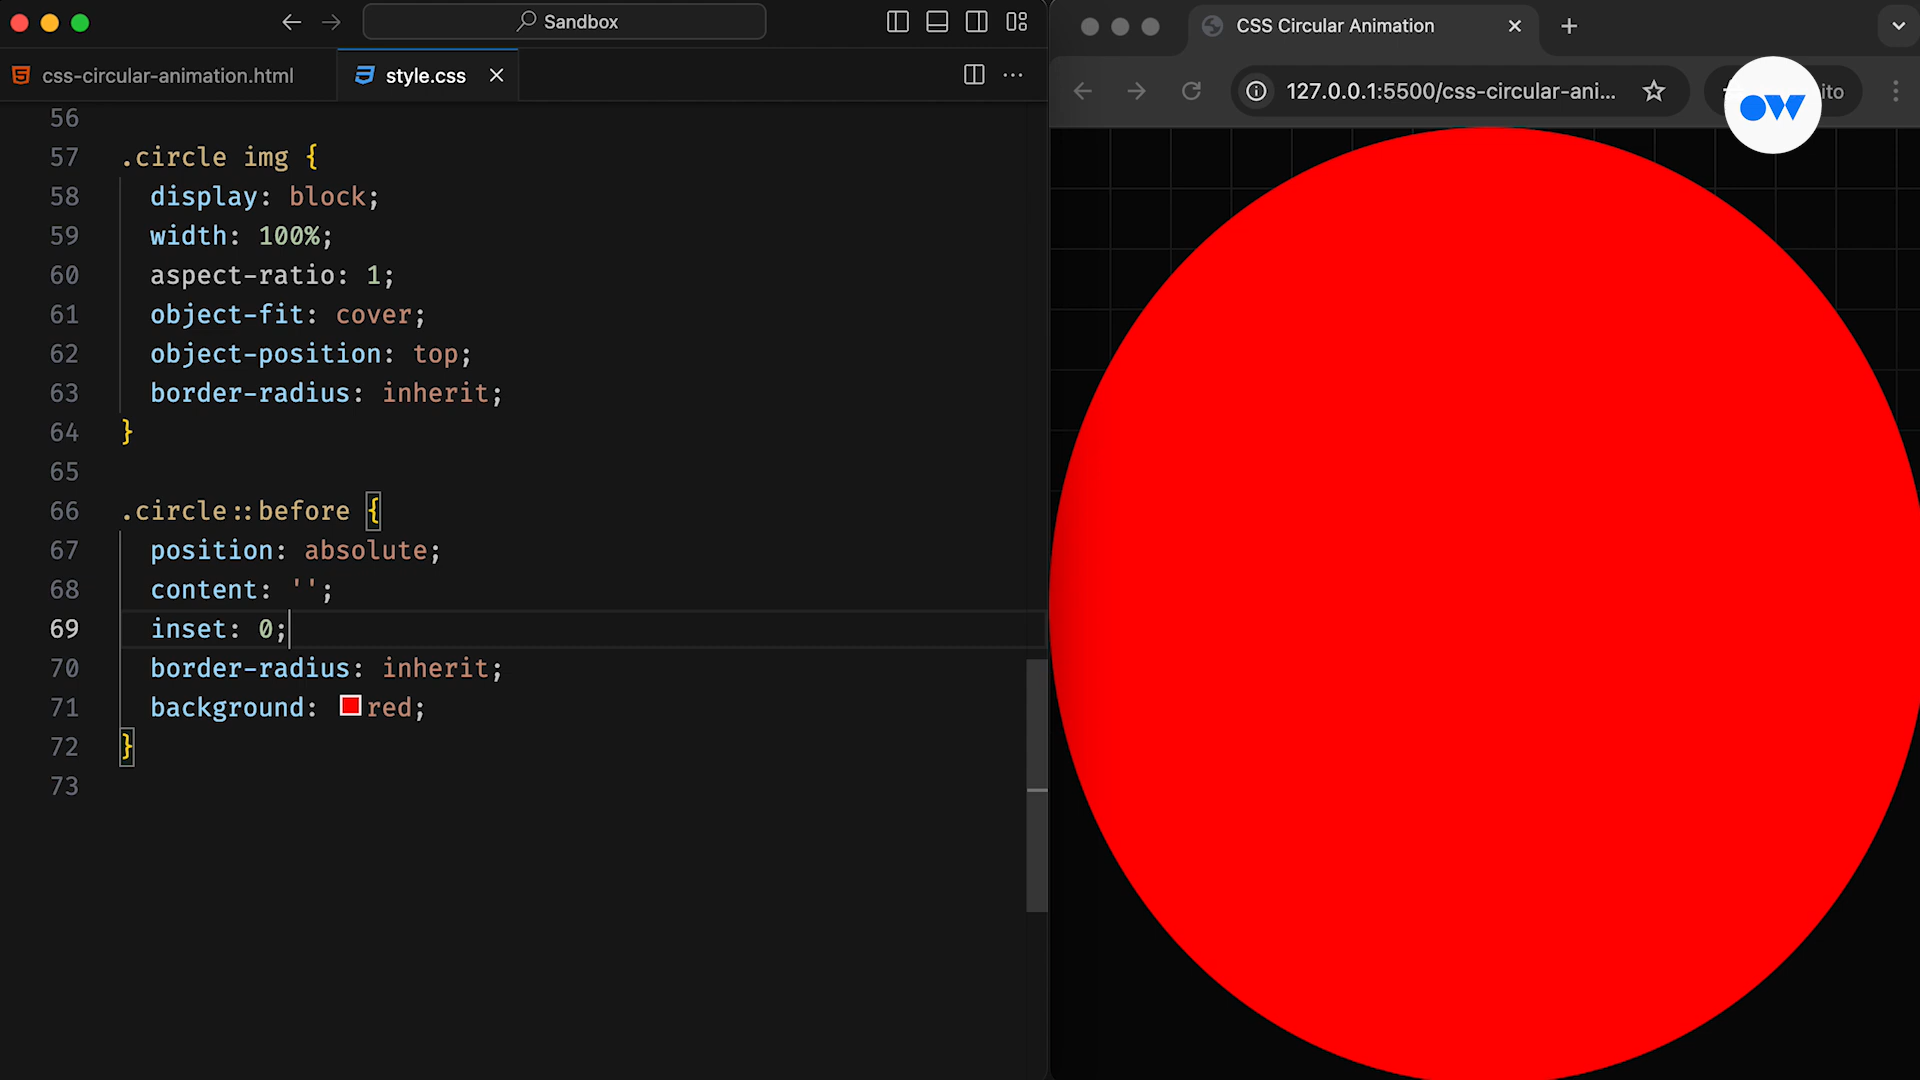 Sandbox
css-circular-animation.html
style.css
56
57 .circle img {
58 display: block;
59 width: 100%;
60 aspect-ratio: 1;
61 object-fit: cover;
62 object-position: top;
63 border-radius: inherit;
64 }
65
66 .circle::before {
67 position: absolute;
68 content: '';
69 inset: 0;
70 border-radius: inherit;
71 background: red;
72 }
73
CSS Circular Animation
127.0.0.1:5500/css-circular-ani...
ito
OW